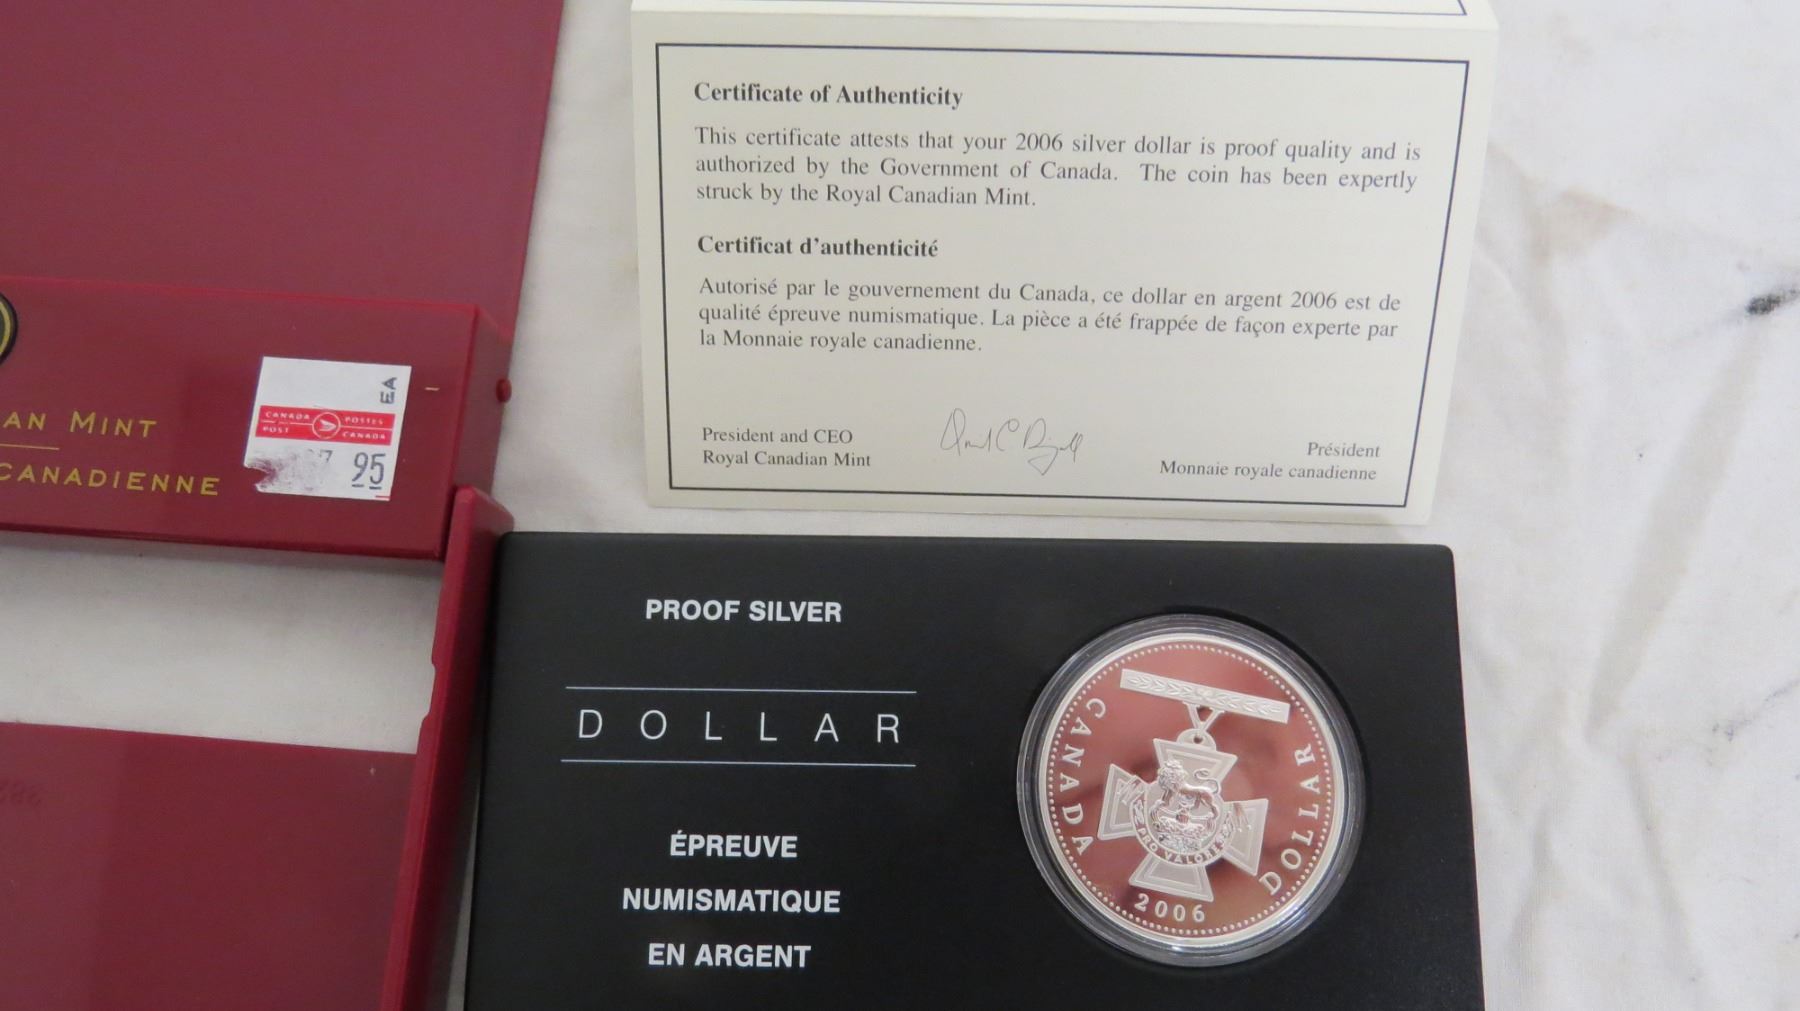 Certificate of Authenticity
This certificate attests that your 2006 silver dollar is proof quality and is
authorized by the Government of Canada. The coin has been expertly
struck by the Royal Canadian Mint.
Certificat d'authenticité
Autorisé par le gouvernement du Canada, ce dollar en argent 2006 est de
qualité épreuve numismatique. La pièce a été frappée de façon experte par
la Monnaie royale canadienne.
President and CEO
Royal Canadian Mint
Président
Monnaie royale canadienne
AN MINT
CANADIENNE
EA
CANADA POST
POSTES CANADA
7 95
PROOF SILVER
DOLLAR
ÉPREUVE
NUMISMATIQUE
EN ARGENT
CANADA
DOLLAR
PRO VALORE
2006